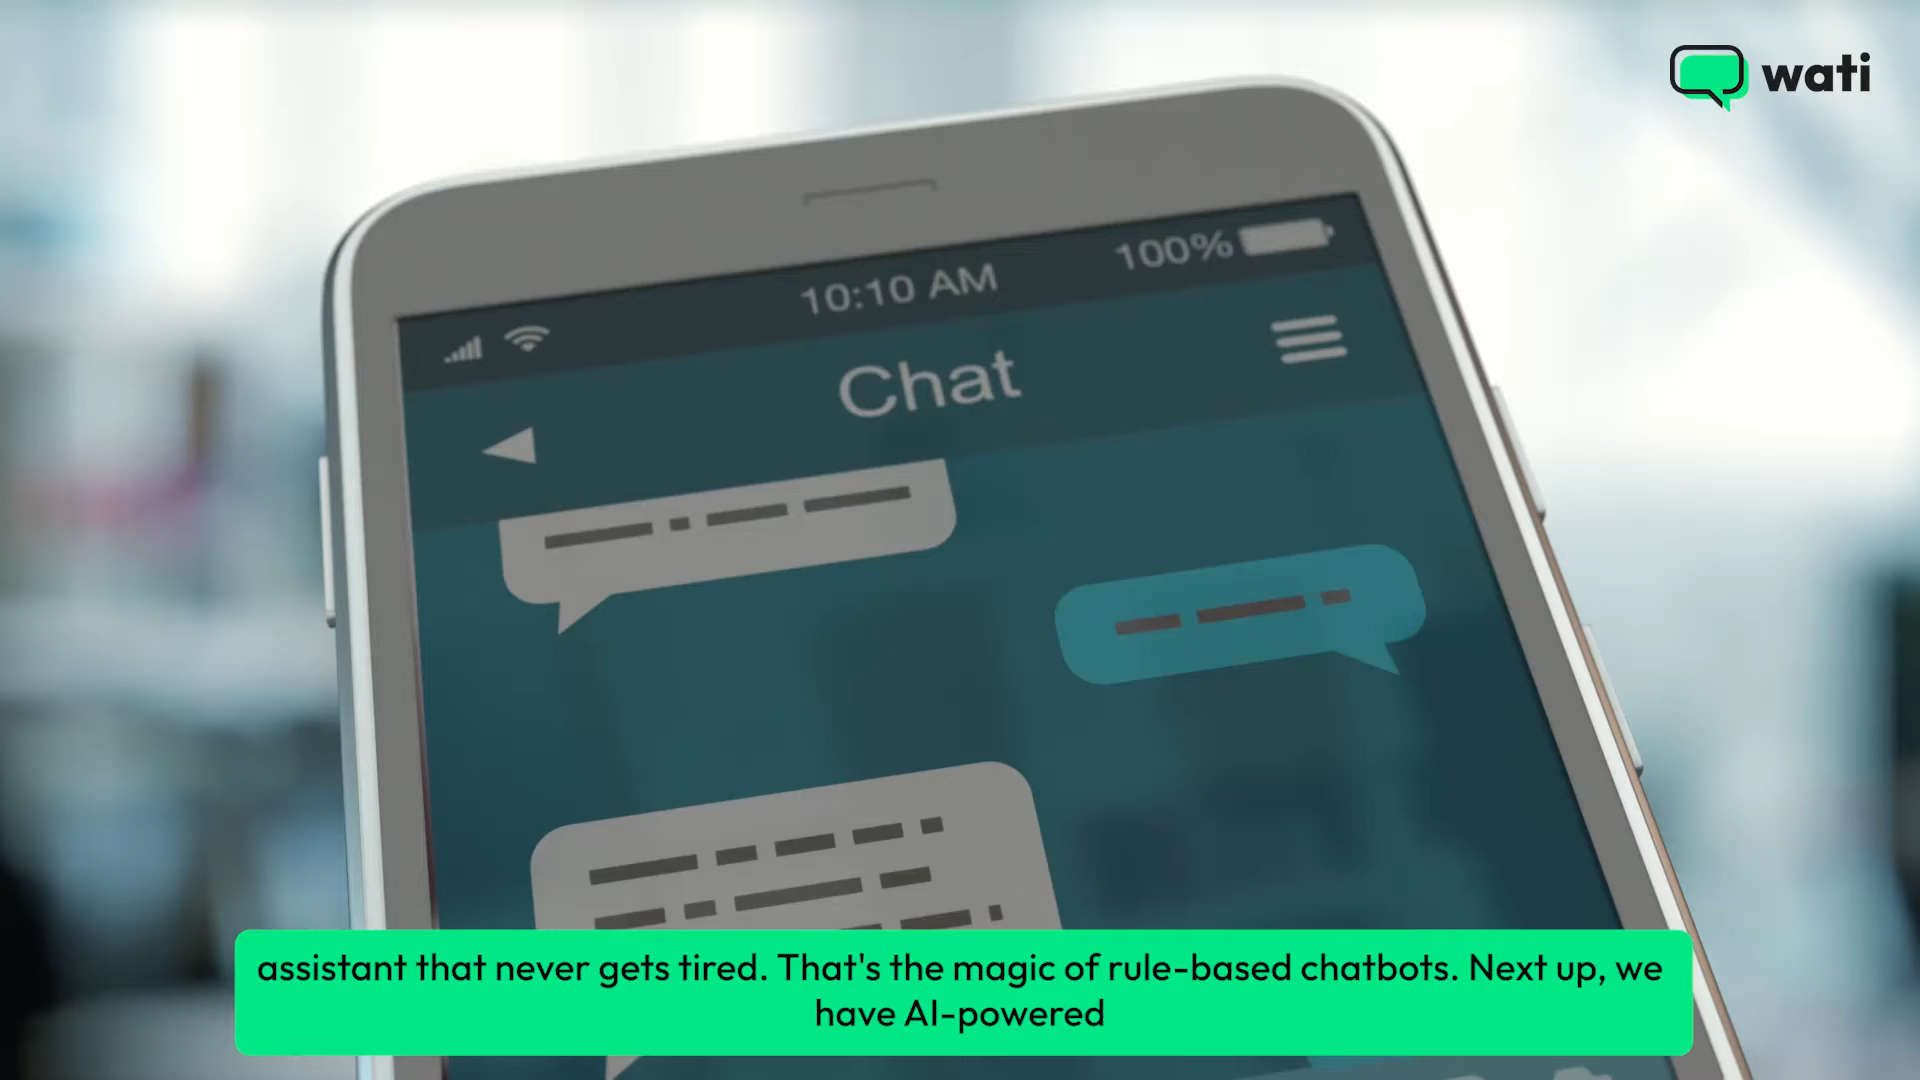 wati
10:10 AM
100%
Chat
assistant that never gets tired. That's the magic of rule-based chatbots. Next up, we
have AI-powered